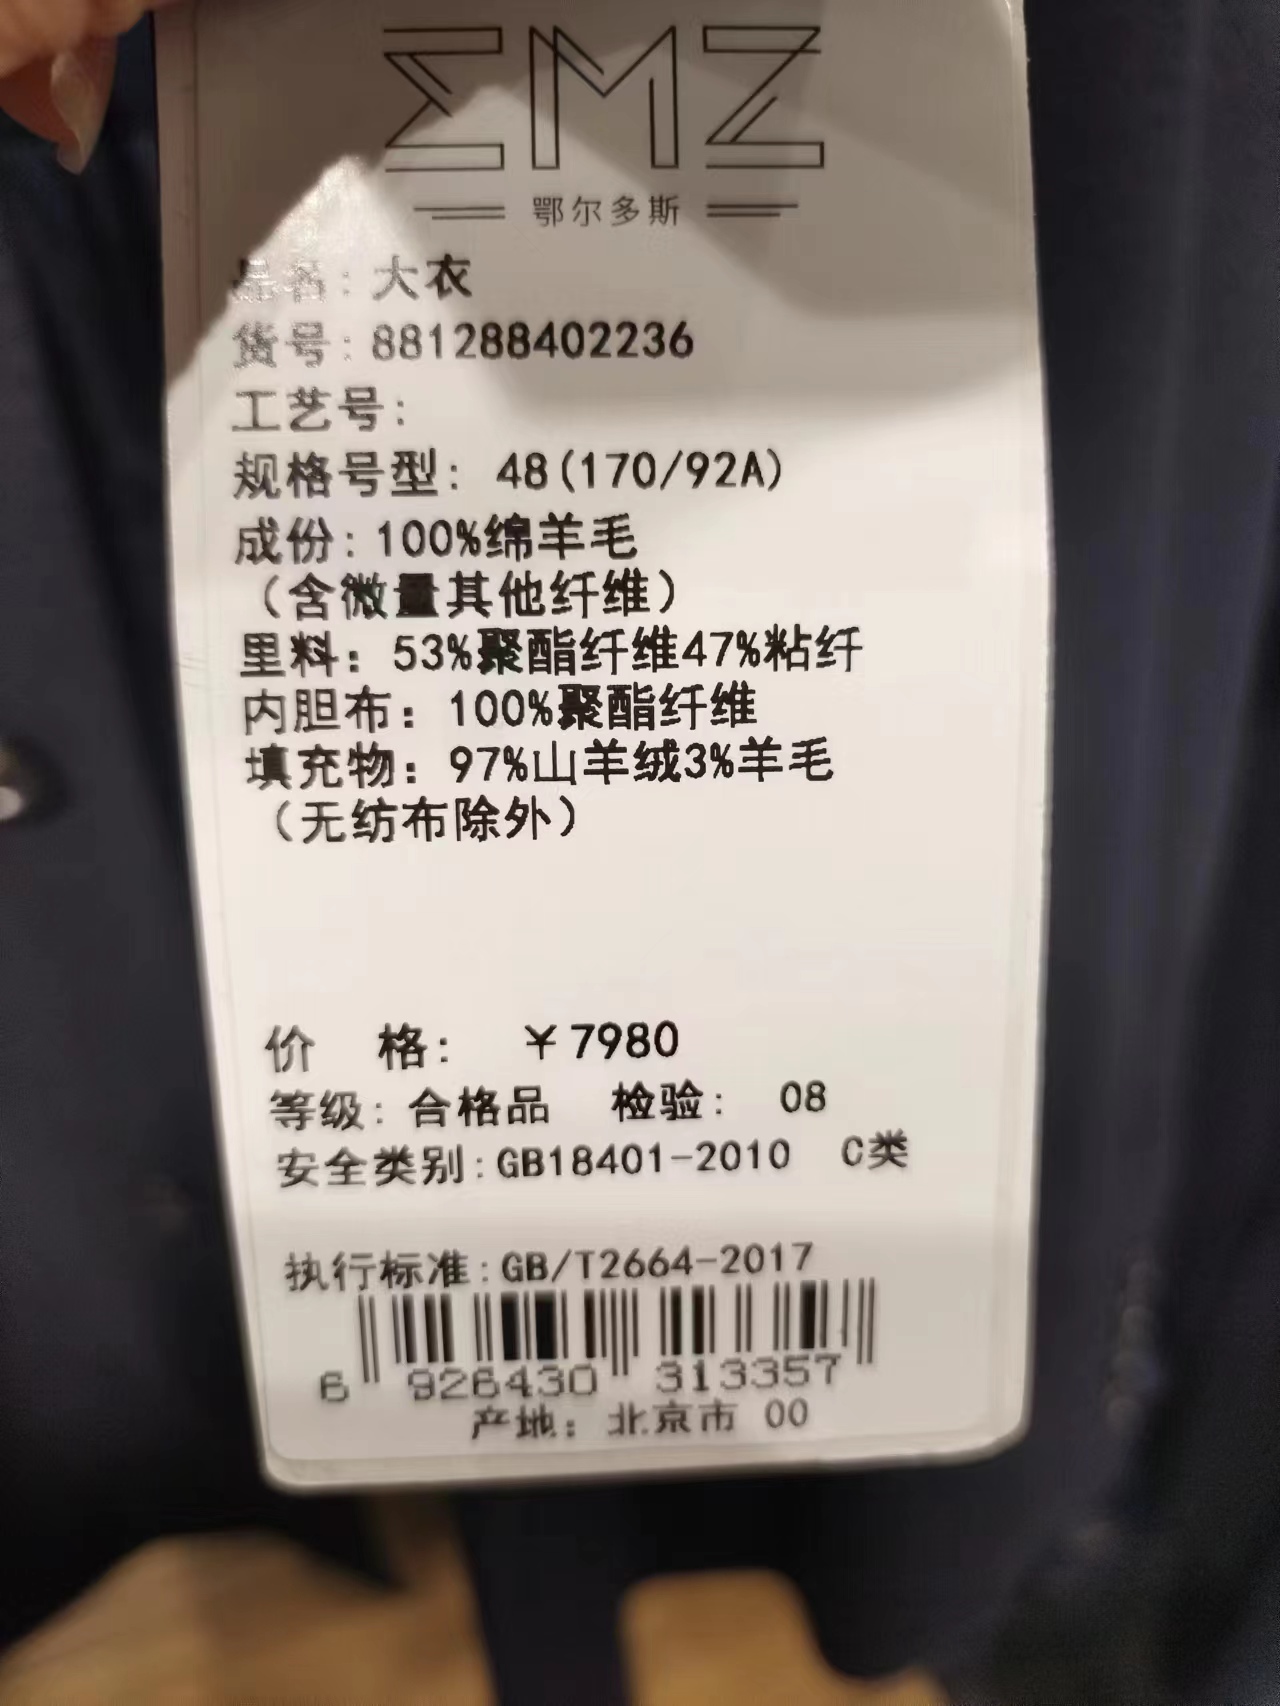 EMZ
鄂尔多斯
品名:大衣
货号:881288402236
工艺号:
规格号型: 48(170/92A)
成份:100%绵羊毛
(含微量其他纤维)
里料: 53%聚酯纤维47%粘纤
内胆布: 100%聚酯纤维
填充物: 97%山羊绒3%羊毛
(无纺布除外)
价 格: ￥7980
等级:合格品 检验: 08
安全类别:GB18401-2010 C类
执行标准:GB/T2664-2017
6 926430 313357
产地: 北京市 00